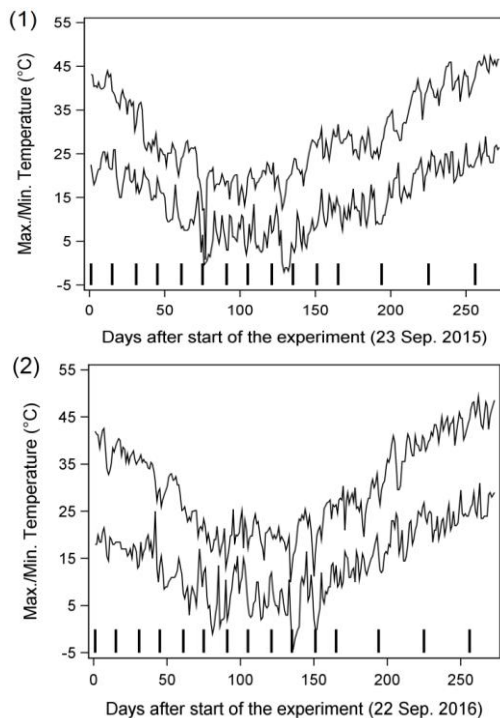 (1)
Max./Min. Temperature (°C)
55
45
35
25
15
5
-5
0 50 100 150 200 250
Days after start of the experiment (23 Sep. 2015)
(2)
Max./Min. Temperature (°C)
55
45
35
25
15
5
-5
0 50 100 150 200 250
Days after start of the experiment (22 Sep. 2016)